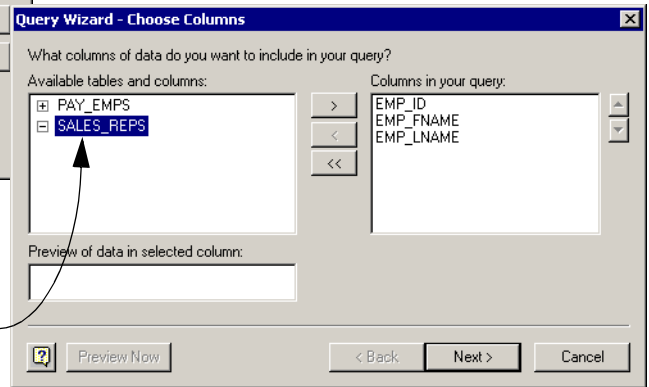 Query Wizard - Choose Columns
What columns of data do you want to include in your query?
Available tables and columns:
Columns in your query:
PAY_EMPS
SALES_REPS
>
<
<<
EMP_ID
EMP_FNAME
EMP_LNAME
Preview of data in selected column:
?
Preview Now
< Back
Next >
Cancel